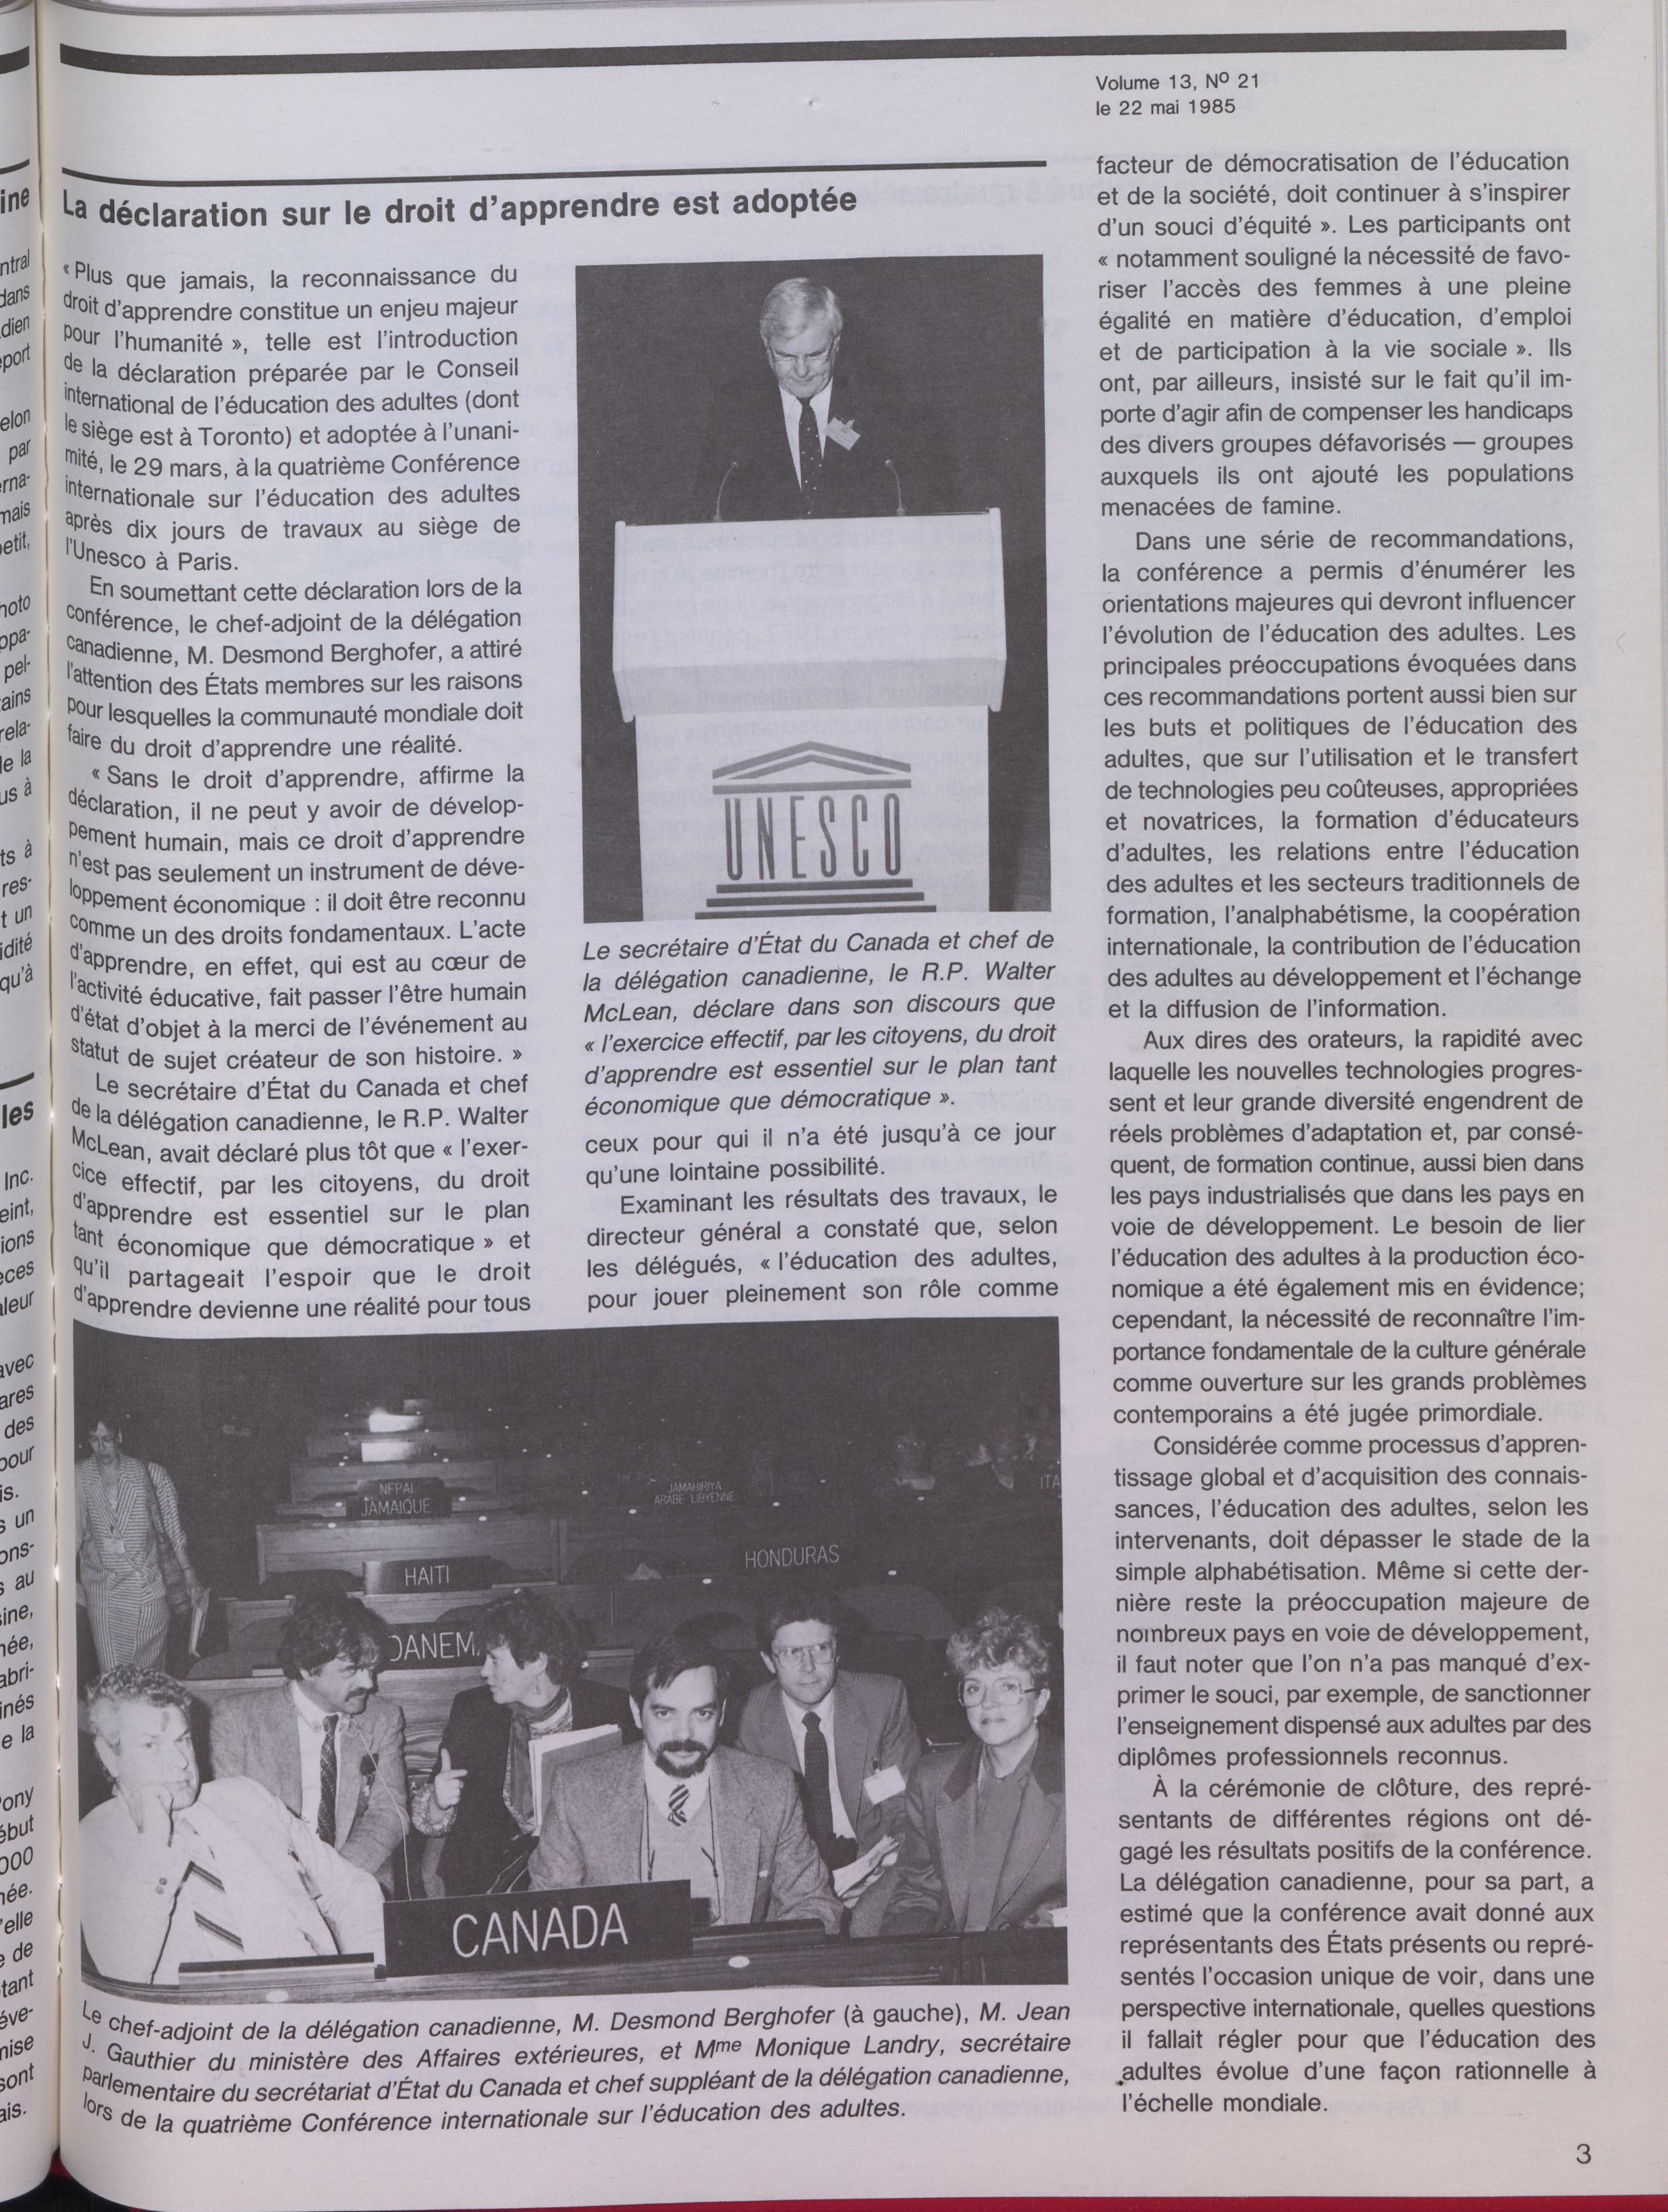 Volume 13, Nº 21
le 22 mai 1985
La déclaration sur le droit d'apprendre est adoptée
« Plus que jamais, la reconnaissance du
droit d'apprendre constitue un enjeu majeur
pour l'humanité », telle est l'introduction
de la déclaration préparée par le Conseil
international de l'éducation des adultes (dont
le siège est à Toronto) et adoptée à l'unani-
mité, le 29 mars, à la quatrième Conférence
internationale sur l'éducation des adultes
après dix jours de travaux au siège de
l'Unesco à Paris.
En soumettant cette déclaration lors de la
conférence, le chef-adjoint de la délégation
canadienne, M. Desmond Berghofer, a attiré
l'attention des États membres sur les raisons
pour lesquelles la communauté mondiale doit
faire du droit d'apprendre une réalité.
« Sans le droit d'apprendre, affirme la
déclaration, il ne peut y avoir de dévelop-
pement humain, mais ce droit d'apprendre
n'est pas seulement un instrument de déve-
loppement économique : il doit être reconnu
comme un des droits fondamentaux. L'acte
d'apprendre, en effet, qui est au cœur de
l'activité éducative, fait passer l'être humain
d'état d'objet à la merci de l'événement au
statut de sujet créateur de son histoire. »
Le secrétaire d'État du Canada et chef
de la délégation canadienne, le R.P. Walter
McLean, avait déclaré plus tôt que « l'exer-
cice effectif, par les citoyens, du droit
d'apprendre est essentiel sur le plan
tant économique que démocratique » et
qu'il partageait l'espoir que le droit
d'apprendre devienne une réalité pour tous
UNESCO
Le secrétaire d'État du Canada et chef de
la délégation canadienne, le R.P. Walter
McLean, déclare dans son discours que
« l'exercice effectif, par les citoyens, du droit
d'apprendre est essentiel sur le plan tant
économique que démocratique ».
ceux pour qui il n'a été jusqu'à ce jour
qu'une lointaine possibilité.
Examinant les résultats des travaux, le
directeur général a constaté que, selon
les délégués, « l'éducation des adultes,
pour jouer pleinement son rôle comme
facteur de démocratisation de l'éducation
et de la société, doit continuer à s'inspirer
d'un souci d'équité ». Les participants ont
« notamment souligné la nécessité de favo-
riser l'accès des femmes à une pleine
égalité en matière d'éducation, d'emploi
et de participation à la vie sociale ». Ils
ont, par ailleurs, insisté sur le fait qu'il im-
porte d'agir afin de compenser les handicaps
des divers groupes défavorisés — groupes
auxquels ils ont ajouté les populations
menacées de famine.
Dans une série de recommandations,
la conférence a permis d'énumérer les
orientations majeures qui devront influencer
l'évolution de l'éducation des adultes. Les
principales préoccupations évoquées dans
ces recommandations portent aussi bien sur
les buts et politiques de l'éducation des
adultes, que sur l'utilisation et le transfert
de technologies peu coûteuses, appropriées
et novatrices, la formation d'éducateurs
d'adultes, les relations entre l'éducation
des adultes et les secteurs traditionnels de
formation, l'analphabétisme, la coopération
internationale, la contribution de l'éducation
des adultes au développement et l'échange
et la diffusion de l'information.
Aux dires des orateurs, la rapidité avec
laquelle les nouvelles technologies progres-
sent et leur grande diversité engendrent de
réels problèmes d'adaptation et, par consé-
quent, de formation continue, aussi bien dans
les pays industrialisés que dans les pays en
voie de développement. Le besoin de lier
l'éducation des adultes à la production éco-
nomique a été également mis en évidence;
cependant, la nécessité de reconnaître l'im-
portance fondamentale de la culture générale
comme ouverture sur les grands problèmes
contemporains a été jugée primordiale.
Considérée comme processus d'appren-
tissage global et d'acquisition des connais-
sances, l'éducation des adultes, selon les
intervenants, doit dépasser le stade de la
simple alphabétisation. Même si cette der-
nière reste la préoccupation majeure de
nombreux pays en voie de développement,
il faut noter que l'on n'a pas manqué d'ex-
primer le souci, par exemple, de sanctionner
l'enseignement dispensé aux adultes par des
diplômes professionnels reconnus.
À la cérémonie de clôture, des repré-
sentants de différentes régions ont dé-
gagé les résultats positifs de la conférence.
La délégation canadienne, pour sa part, a
estimé que la conférence avait donné aux
représentants des États présents ou repré-
sentés l'occasion unique de voir, dans une
perspective internationale, quelles questions
il fallait régler pour que l'éducation des
adultes évolue d'une façon rationnelle à
l'échelle mondiale.
NEPAL
JAMAIQUE
JAMAHIRIYA
ARABE LIBYENNE
ITA
HAITI
HONDURAS
DANEM
CANADA
Le chef-adjoint de la délégation canadienne, M. Desmond Berghofer (à gauche), M. Jean
J. Gauthier du ministère des Affaires extérieures, et Mme Monique Landry, secrétaire
parlementaire du secrétariat d'État du Canada et chef suppléant de la délégation canadienne,
lors de la quatrième Conférence internationale sur l'éducation des adultes.
3